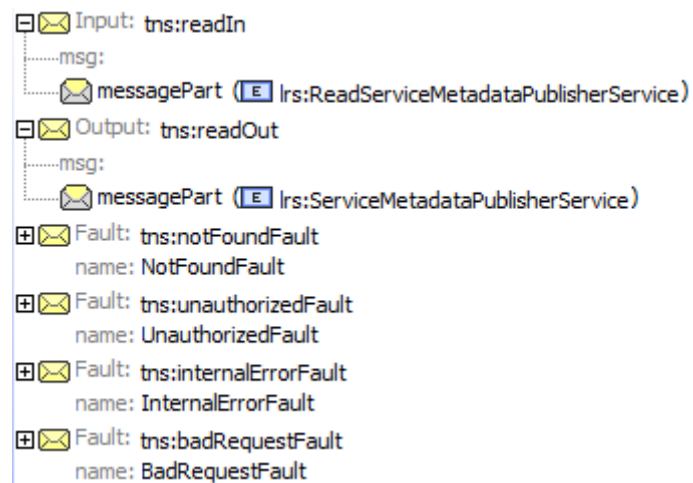 Input: tns:readIn
msg:
messagePart (E lrs:ReadServiceMetadataPublisherService)
Output: tns:readOut
msg:
messagePart (E lrs:ServiceMetadataPublisherService)
Fault: tns:notFoundFault
name: NotFoundFault
Fault: tns:unauthorizedFault
name: UnauthorizedFault
Fault: tns:internalErrorFault
name: InternalErrorFault
Fault: tns:badRequestFault
name: BadRequestFault